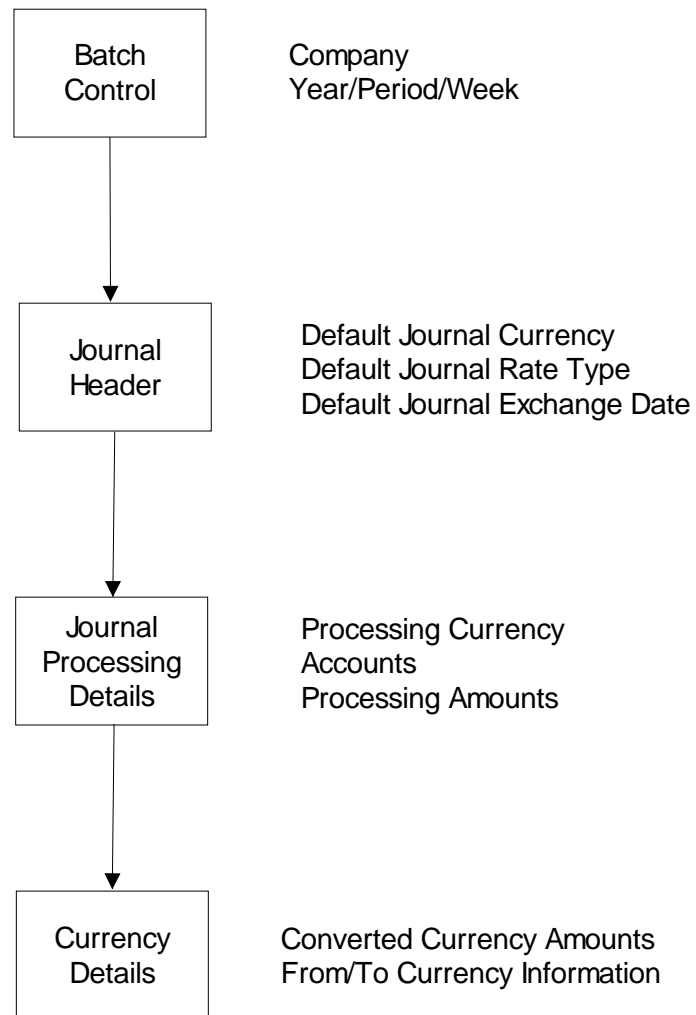 Batch
Control
Company
Year/Period/Week
Journal
Header
Default Journal Currency
Default Journal Rate Type
Default Journal Exchange Date
Journal
Processing
Details
Processing Currency
Accounts
Processing Amounts
Currency
Details
Converted Currency Amounts
From/To Currency Information